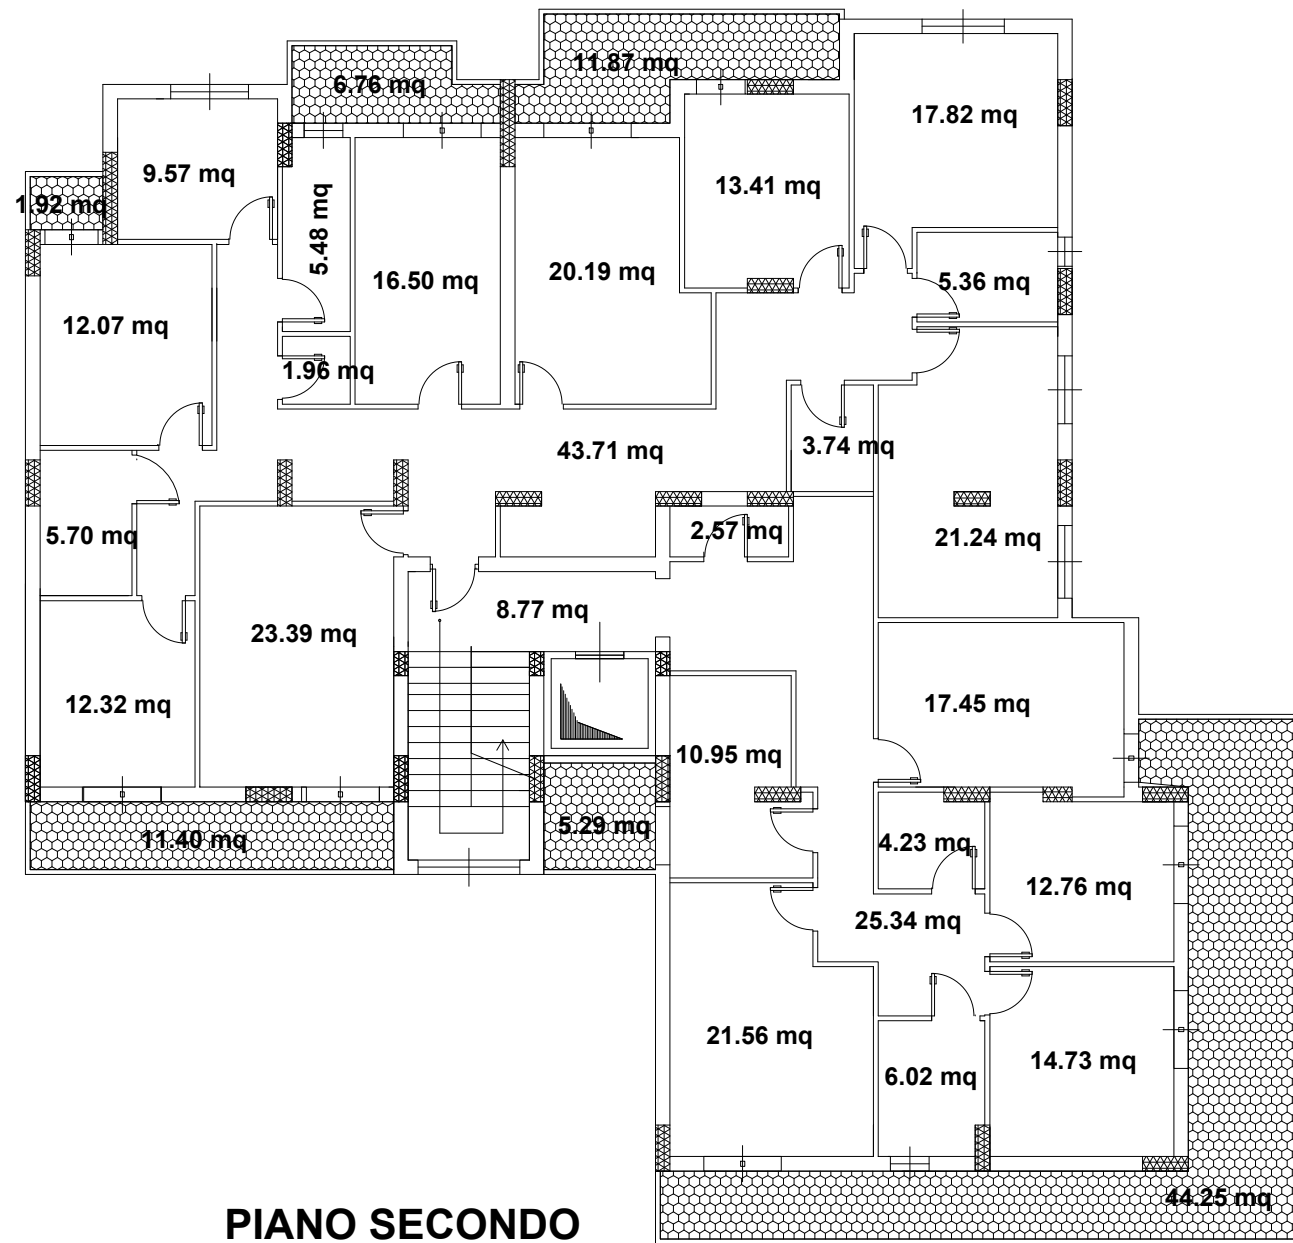 11.87 mq
6.76 mq
17.82 mq
9.57 mq
13.41 mq
1.92 mq
5.48 mq
16.50 mq
20.19 mq
5.36 mq
12.07 mq
1.96 mq
43.71 mq
3.74 mq
5.70 mq
2.57 mq
21.24 mq
8.77 mq
23.39 mq
12.32 mq
17.45 mq
10.95 mq
11.40 mq
5.29 mq
4.23 mq
12.76 mq
25.34 mq
21.56 mq
6.02 mq
14.73 mq
44.25 mq
PIANO SECONDO